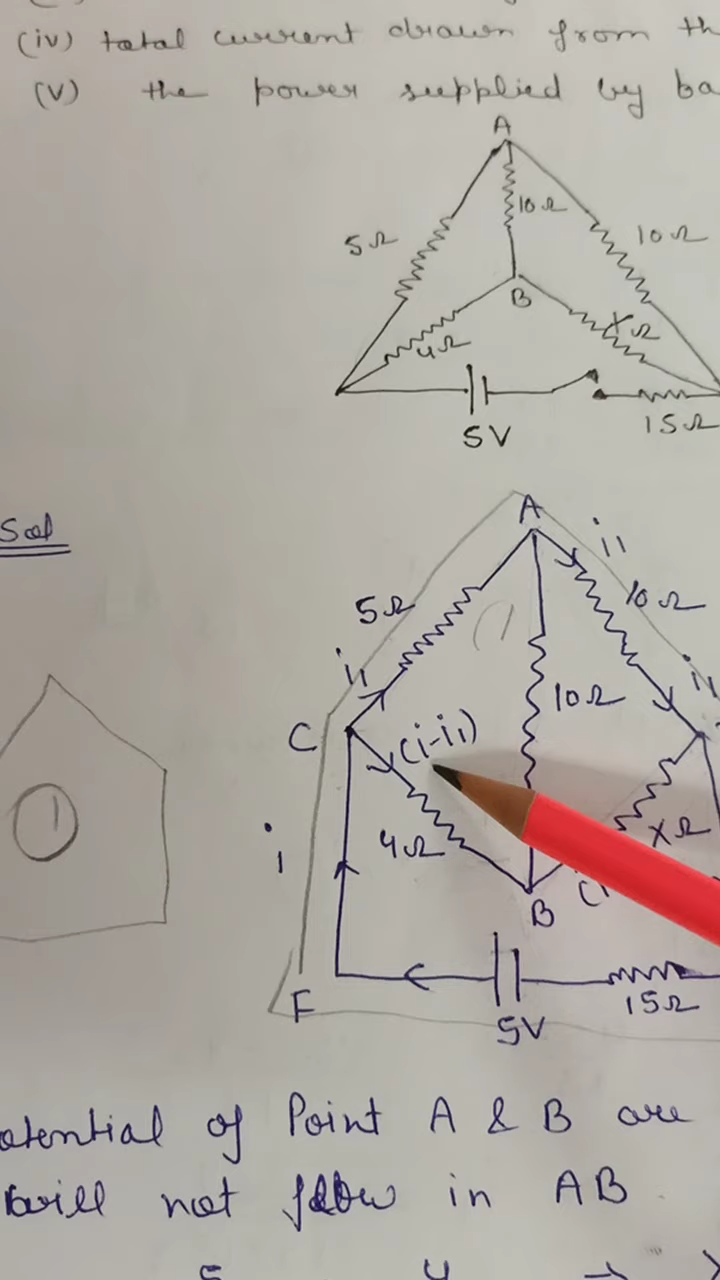 (iv) total current drawn from th
(v) the power supplied by ba
A
5Ω 10Ω 10Ω
B
4Ω XΩ
5V 15Ω
Sol
A
i1
5Ω 10Ω
i1 i1
10Ω
C (i-i1)
1
i 4Ω XΩ
B
F 15Ω
5V
otential of Point A & B are
will not flow in AB
5 4